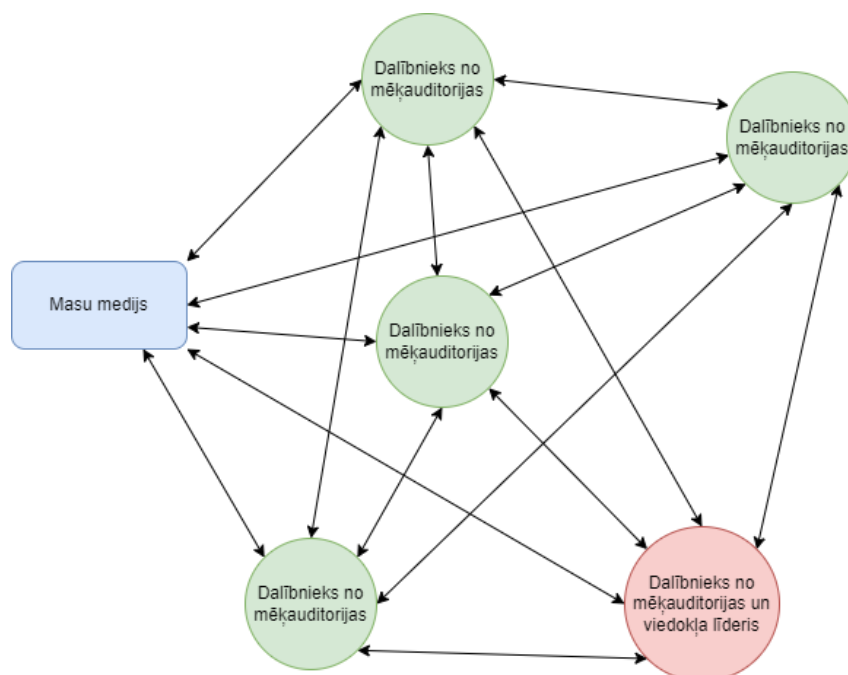 Dalībnieks no
mēķauditorijas
Dalībnieks no
mēķauditorijas
Masu medijs
Dalībnieks no
mēķauditorijas
Dalībnieks no
mēķauditorijas
Dalībnieks no
mēķauditorijas un
viedokļa līderis